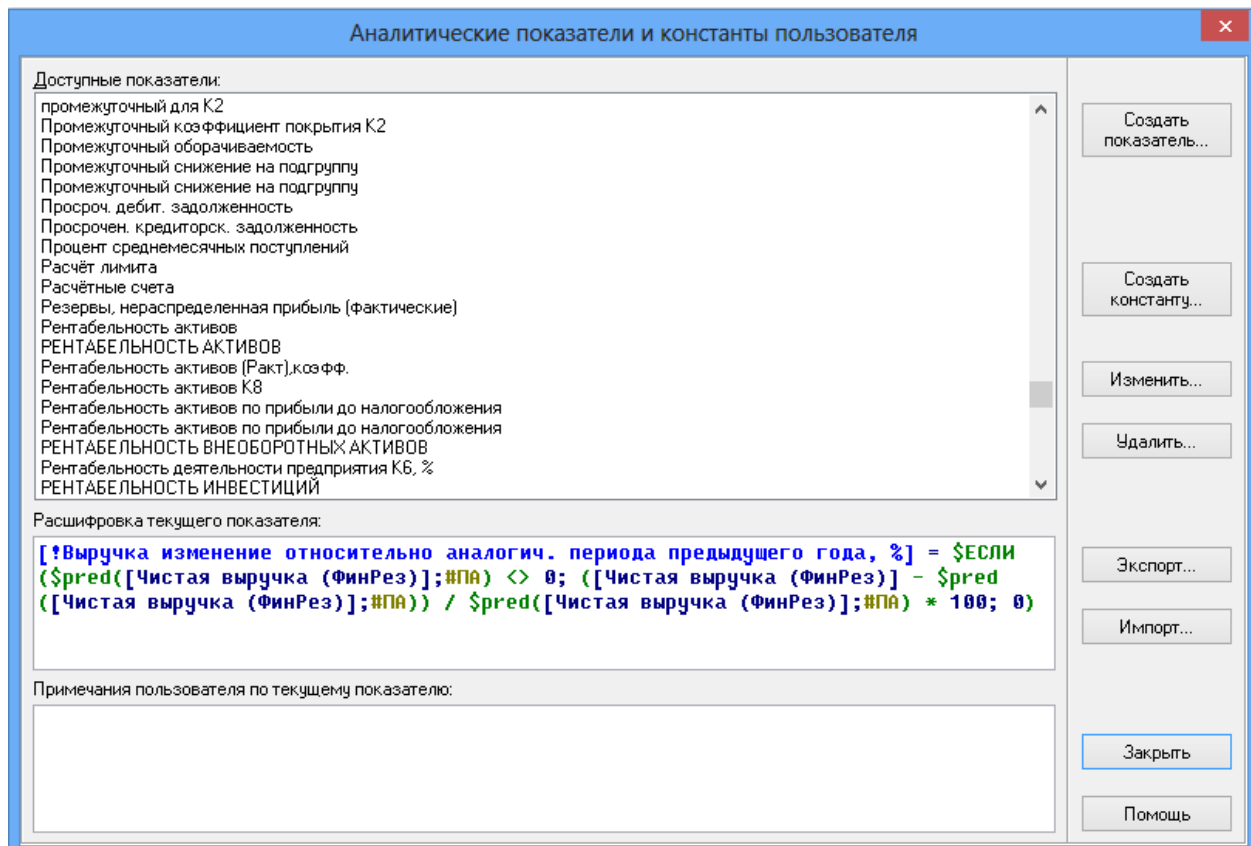 Аналитические показатели и константы пользователя
Доступные показатели:
промежуточный для К2
Промежуточный коэффициент покрытия К2
Промежуточный оборачиваемость
Промежуточный снижение на подгруппу
Промежуточный снижение на подгруппу
Просроч. дебит. задолженность
Просрочен. кредиторск. задолженность
Процент среднемесячных поступлений
Расчёт лимита
Расчётные счета
Резервы, нераспределенная прибыль (фактические)
Рентабельность активов
РЕНТАБЕЛЬНОСТЬ АКТИВОВ
Рентабельность активов (Ракт),коэфф.
Рентабельность активов К8
Рентабельность активов по прибыли до налогообложения
Рентабельность активов по прибыли до налогообложения
РЕНТАБЕЛЬНОСТЬ ВНЕОБОРОТНЫХ АКТИВОВ
Рентабельность деятельности предприятия К6, %
РЕНТАБЕЛЬНОСТЬ ИНВЕСТИЦИЙ
Расшифровка текущего показателя:
[!Выручка изменение относительно аналогич. периода предыдущего года, %] = $ЕСЛИ
($pred([Чистая выручка (ФинРез)];#ПА) <> 0; ([Чистая выручка (ФинРез)] - $pred
([Чистая выручка (ФинРез)];#ПА)) / $pred([Чистая выручка (ФинРез)];#ПА) * 100; 0)
Примечания пользователя по текущему показателю:
Создать
показатель...
Создать
константу...
Изменить...
Удалить...
Экспорт...
Импорт...
Закрыть
Помощь